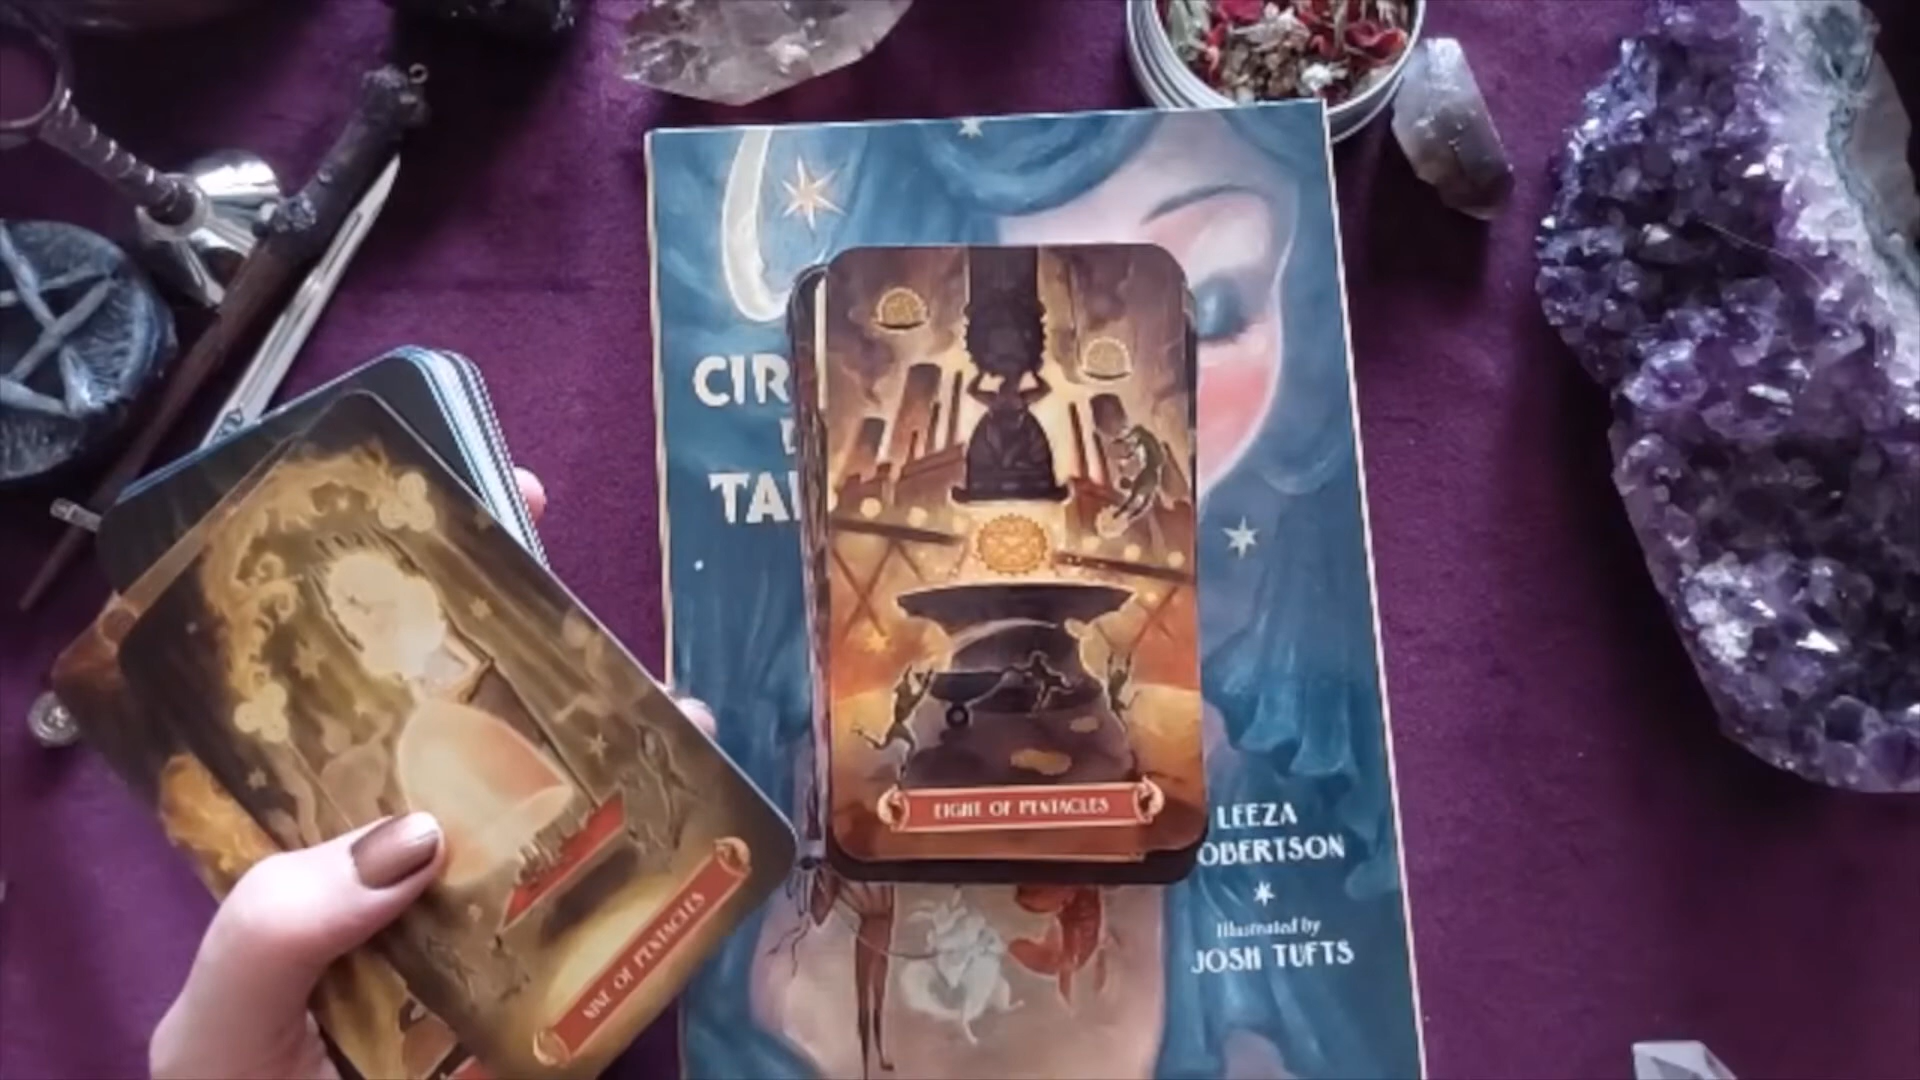 CIR
TA
EIGHT OF PENTACLES
NINE OF PENTACLES
LEEZA
OBERTSON
Illustrated by
JOSH TUFTS